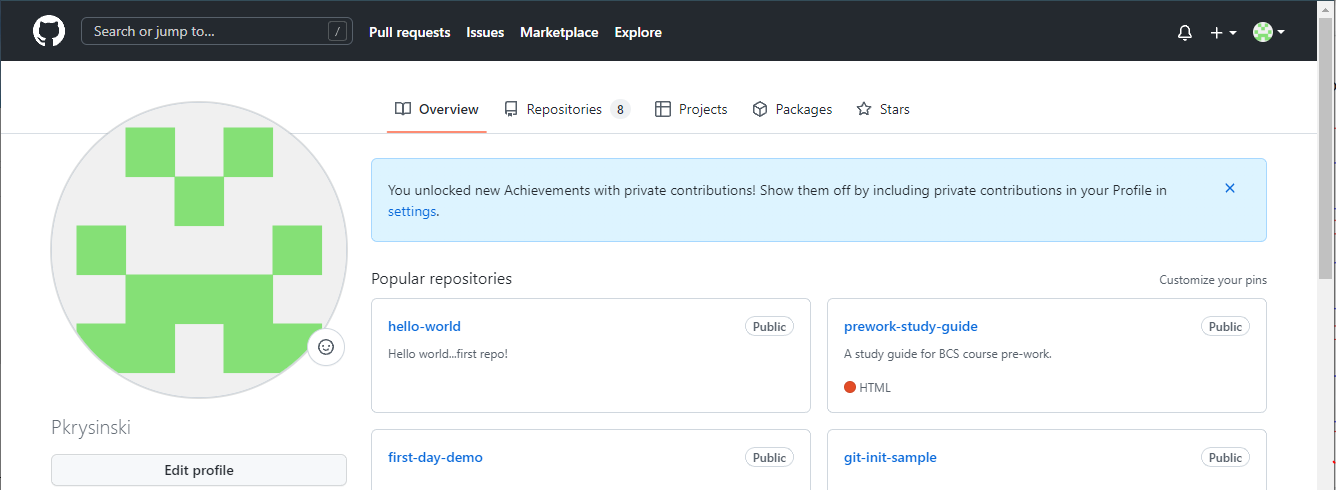 Search or jump to... /
Pull requests Issues Marketplace Explore
Overview Repositories 8 Projects Packages Stars
You unlocked new Achievements with private contributions! Show them off by including private contributions in your Profile in
settings.
Popular repositories
Customize your pins
hello-world Public
Hello world...first repo!
prework-study-guide Public
A study guide for BCS course pre-work.
HTML
Pkrysinski
Edit profile
first-day-demo Public
git-init-sample Public